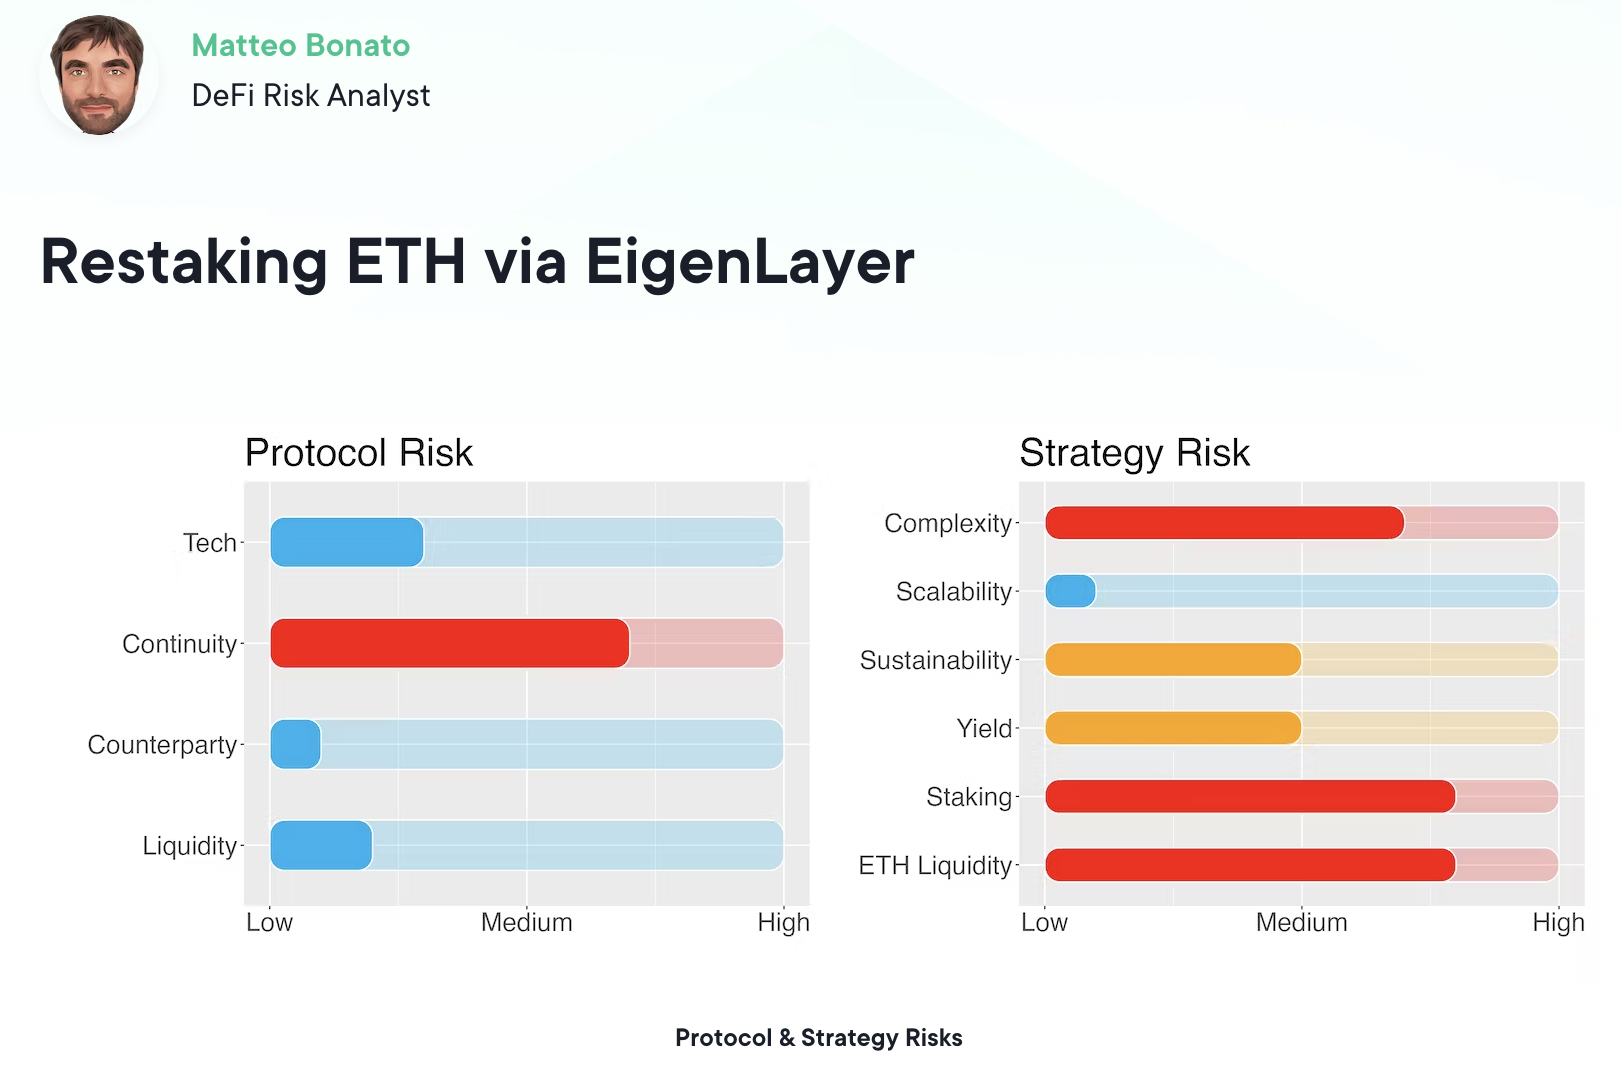 Matteo Bonato
DeFi Risk Analyst
Restaking ETH via EigenLayer
Protocol Risk
Tech
Continuity
Counterparty
Liquidity
Low Medium High
Strategy Risk
Complexity
Scalability
Sustainability
Yield
Staking
ETH Liquidity
Low Medium High
Protocol & Strategy Risks